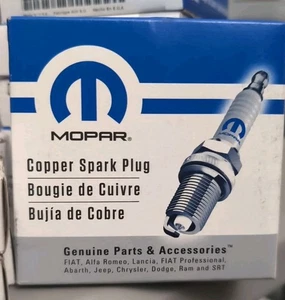 MOPAR®
Copper Spark Plug
Bougie de Cuivre
Bujía de Cobre
Genuine Parts & Accessories™
FIAT, Alfa Romeo, Lancia, FIAT Professional,
Abarth, Jeep, Chrysler, Dodge, Ram and SRT